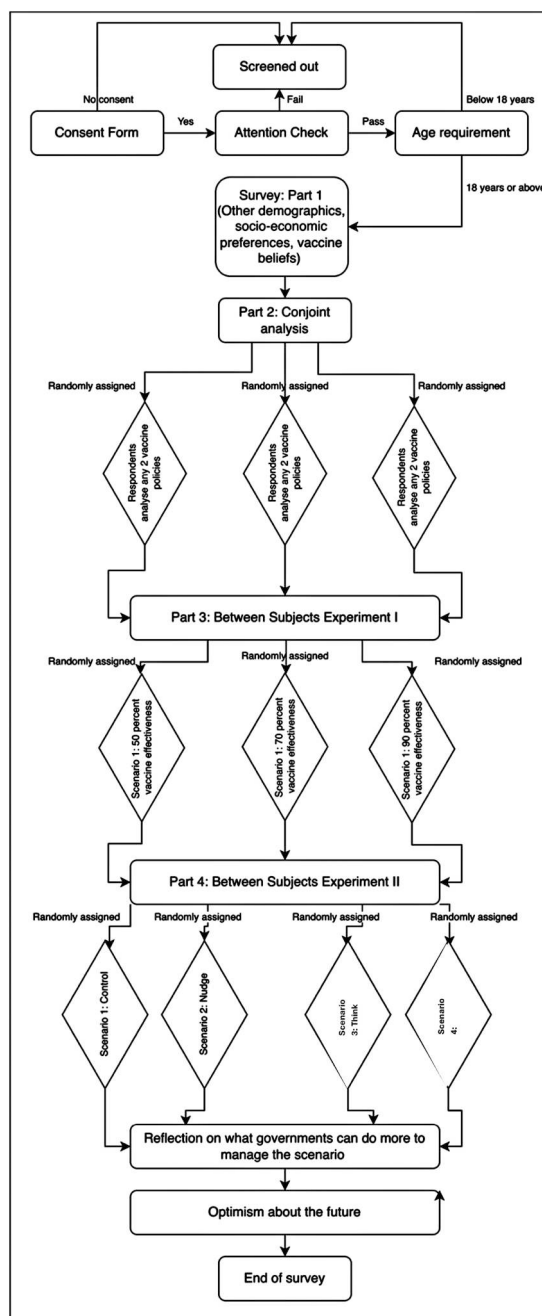 Screened out
No consent
Fail
Below 18 years
Consent Form
Yes
Attention Check
Pass
Age requirement
18 years or above
Survey: Part 1
(Other demographics,
socio-economic
preferences, vaccine
beliefs)
Part 2: Conjoint
analysis
Randomly assigned
Randomly assigned
Randomly assigned
Respondents
analyse any 2 vaccine
policies
Respondents
analyse any 2 vaccine
policies
Respondents
analyse any 2 vaccine
policies
Part 3: Between Subjects Experiment I
Randomly assigned
Randomly assigned
Randomly assigned
Scenario 1: 50 percent
vaccine effectiveness
Scenario 1: 70 percent
vaccine effectiveness
Scenario 1: 90 percent
vaccine effectiveness
Part 4: Between Subjects Experiment II
Randomly assigned
Randomly assigned
Randomly assigned
Randomly assigned
Scenario 1: Control
Scenario 2: Nudge
Scenario
3: Think
Scenario
4:
Reflection on what governments can do more to
manage the scenario
Optimism about the future
End of survey